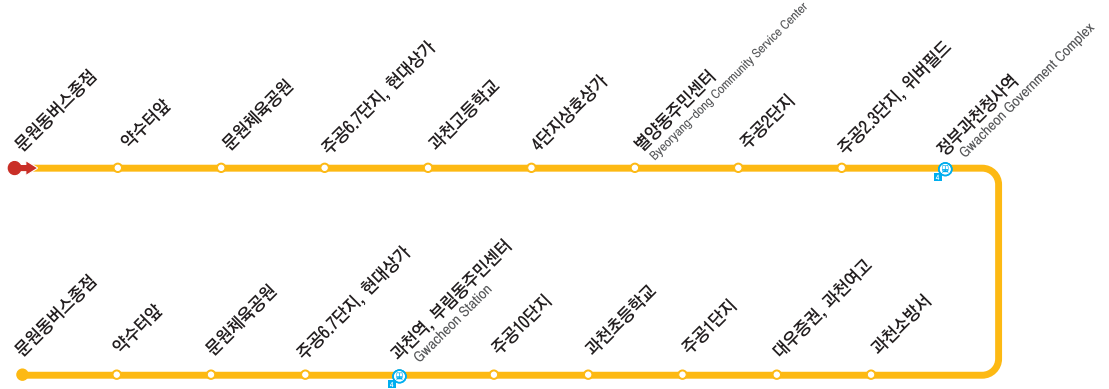 문원동버스종점
약수터앞
문원체육공원
주공6.7단지, 현대상가
과천고등학교
4단지상호상가
별양동주민센터
Byeoryang-dong Community Service Center
주공2단지
주공2.3단지, 위버필드
정부과천청사역
Gwacheon Government Complex
4
문원동버스종점
약수터앞
문원체육공원
주공6.7단지, 현대상가
과천역, 부림동주민센터
Gwacheon Station
4
주공10단지
과천초등학교
주공1단지
대우증권, 과천여고
과천소방서